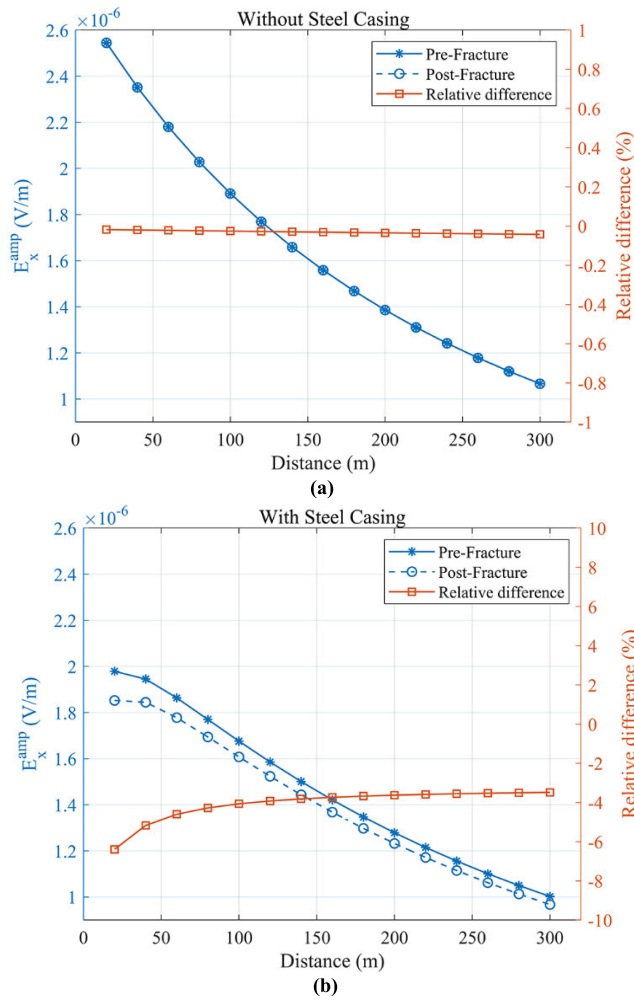 ×10⁻⁶ Without Steel Casing
2.6 1
Pre-Fracture
2.4 0.8
Post-Fracture
Relative difference
0.6
2.2
0.4
2
0.2
1.8
0
1.6
-0.2
1.4
-0.4
-0.6
1.2
-0.8
1
-1
E_x^amp (V/m)
Relative difference (%)
0 50 100 150 200 250 300
Distance (m)
(a)
×10⁻⁶ With Steel Casing
2.6 10
Pre-Fracture
8
2.4
Post-Fracture
Relative difference
6
2.2
4
2
2
1.8
0
-2
1.6
1.4
-4
-6
1.2
-8
1
-10
E_x^amp (V/m)
Relative difference (%)
0 50 100 150 200 250 300
Distance (m)
(b)